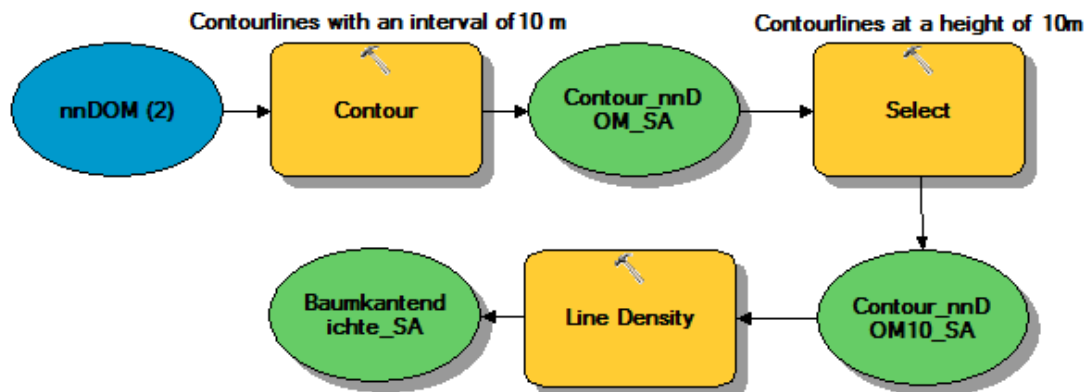 Contourlines with an interval of 10 m
Contourlines at a height of 10m
nnDOM (2)
Contour
Contour_nnD
OM_SA
Select
Baumkantend
ichte_SA
Line Density
Contour_nnD
OM10_SA